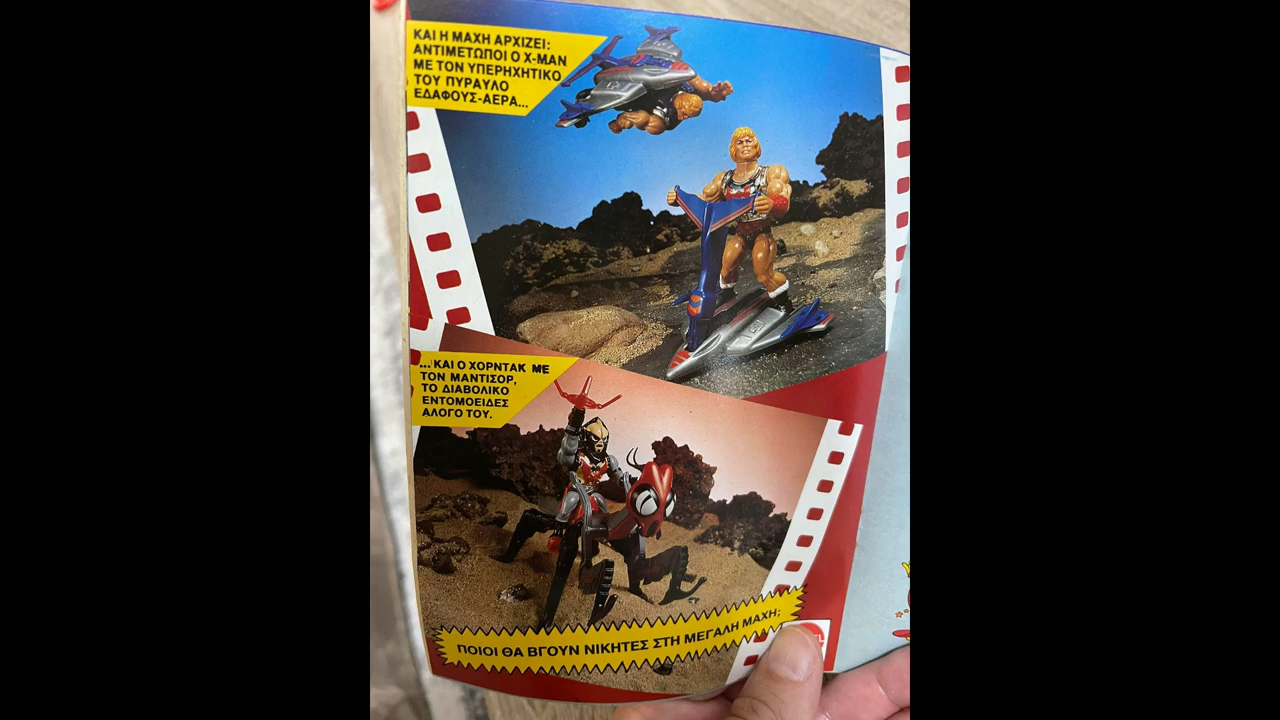 ΚΑΙ Η ΜΑΧΗ ΑΡΧΙΖΕΙ:
ΑΝΤΙΜΕΤΩΠΟΙ Ο Χ-ΜΑΝ
ΜΕ ΤΟΝ ΥΠΕΡΗΧΗΤΙΚΟ
ΤΟΥ ΠΥΡΑΥΛΟ
ΕΔΑΦΟΥΣ-ΑΕΡΑ...
...ΚΑΙ Ο ΧΟΡΝΤΑΚ ΜΕ
ΤΟΝ ΜΑΝΤΙΣΟΡ,
ΤΟ ΔΙΑΒΟΛΙΚΟ
ΕΝΤΟΜΟΕΙΔΕΣ
ΑΛΟΓΟ ΤΟΥ.
ΠΟΙΟΙ ΘΑ ΒΓΟΥΝ ΝΙΚΗΤΕΣ ΣΤΗ ΜΕΓΑΛΗ ΜΑΧΗ;